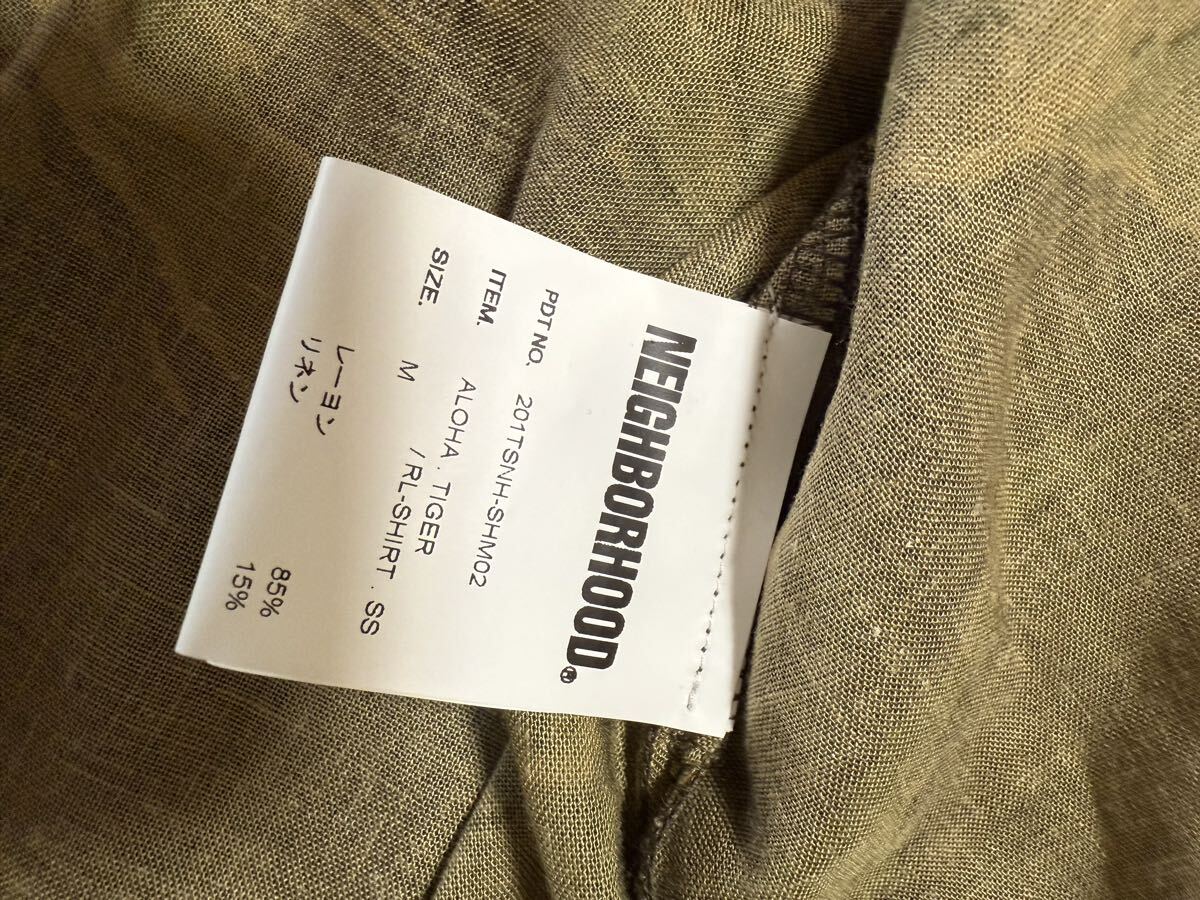 NEIGHBORHOOD®
PDT NO. 201TSNH-SHM02
ITEM. ALOHA . TIGER
/ RL-SHIRT . SS
SIZE. M
レーヨン 85%
リネン 15%